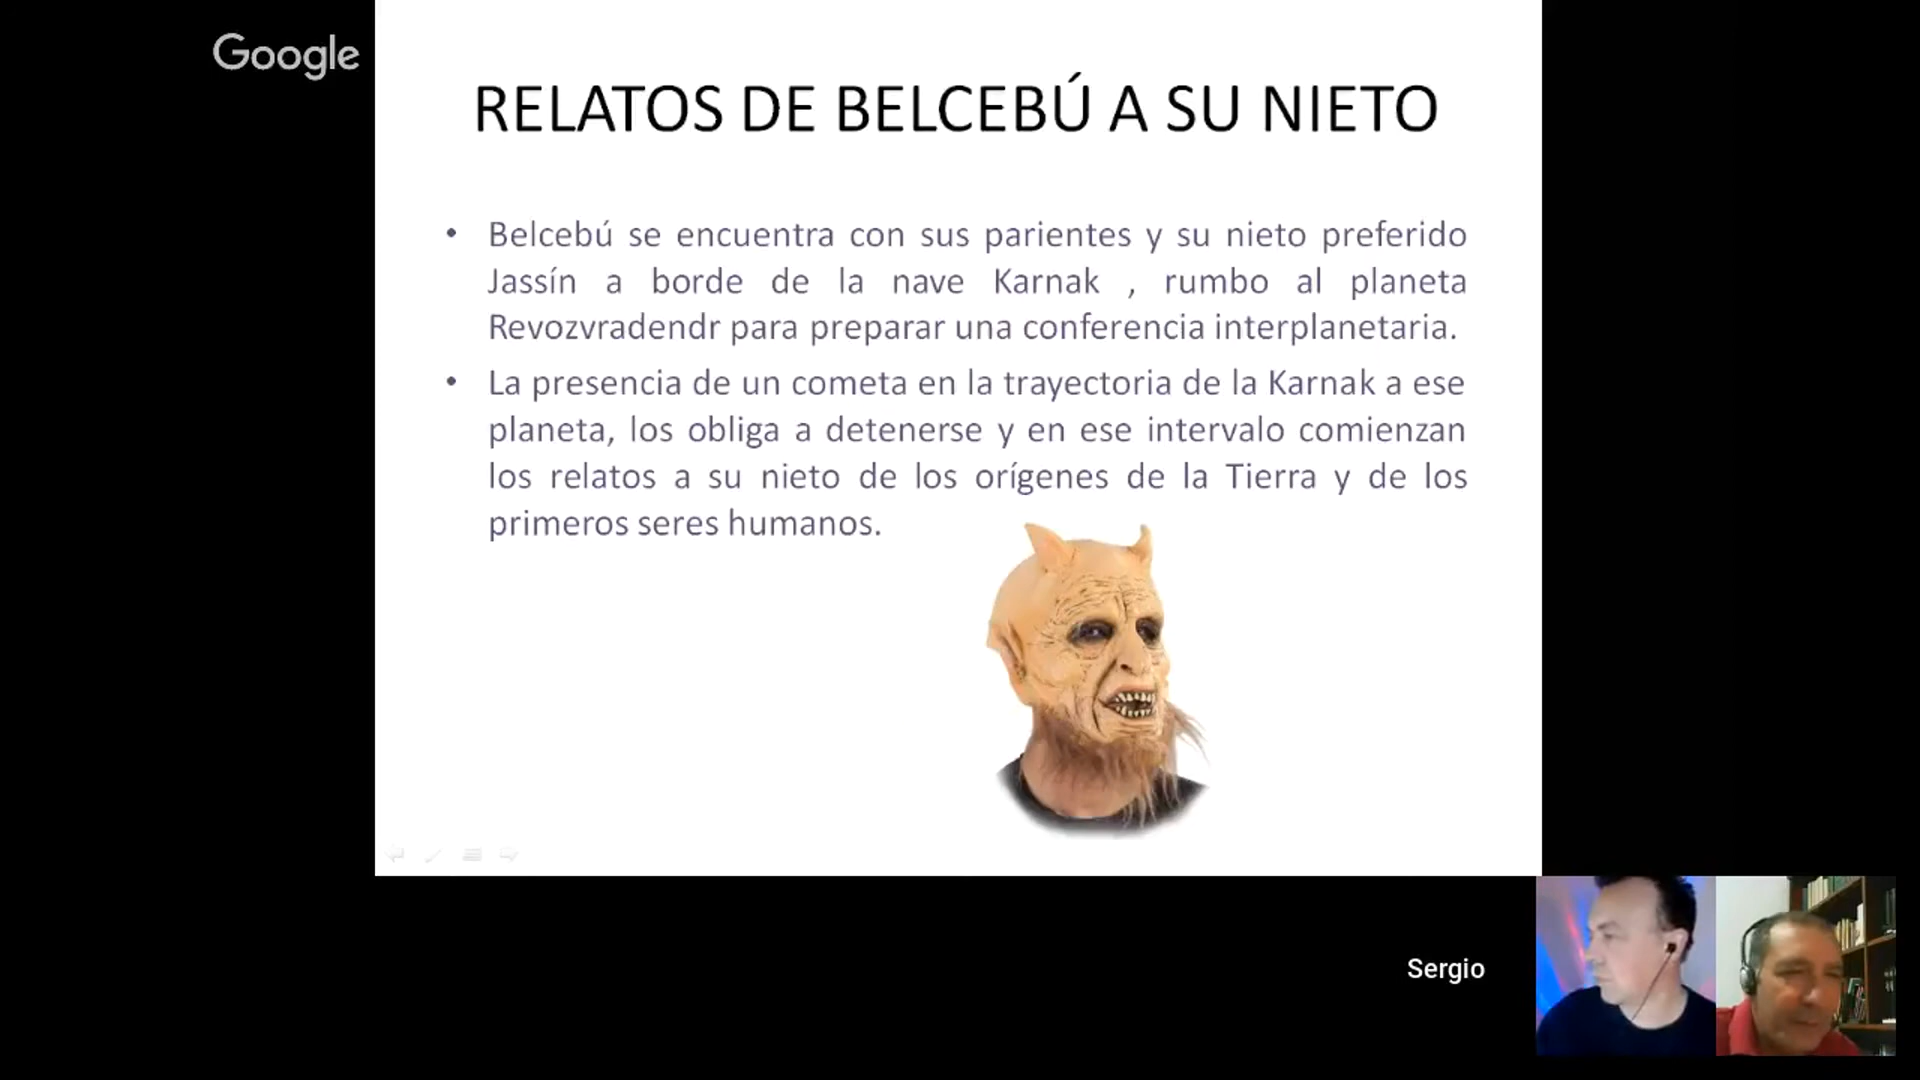 Google
RELATOS DE BELCEBÚ A SU NIETO
• Belcebú se encuentra con sus parientes y su nieto preferido
Jassín a borde de la nave Karnak , rumbo al planeta
Revozvradendr para preparar una conferencia interplanetaria.
• La presencia de un cometa en la trayectoria de la Karnak a ese
planeta, los obliga a detenerse y en ese intervalo comienzan
los relatos a su nieto de los orígenes de la Tierra y de los
primeros seres humanos.
Sergio